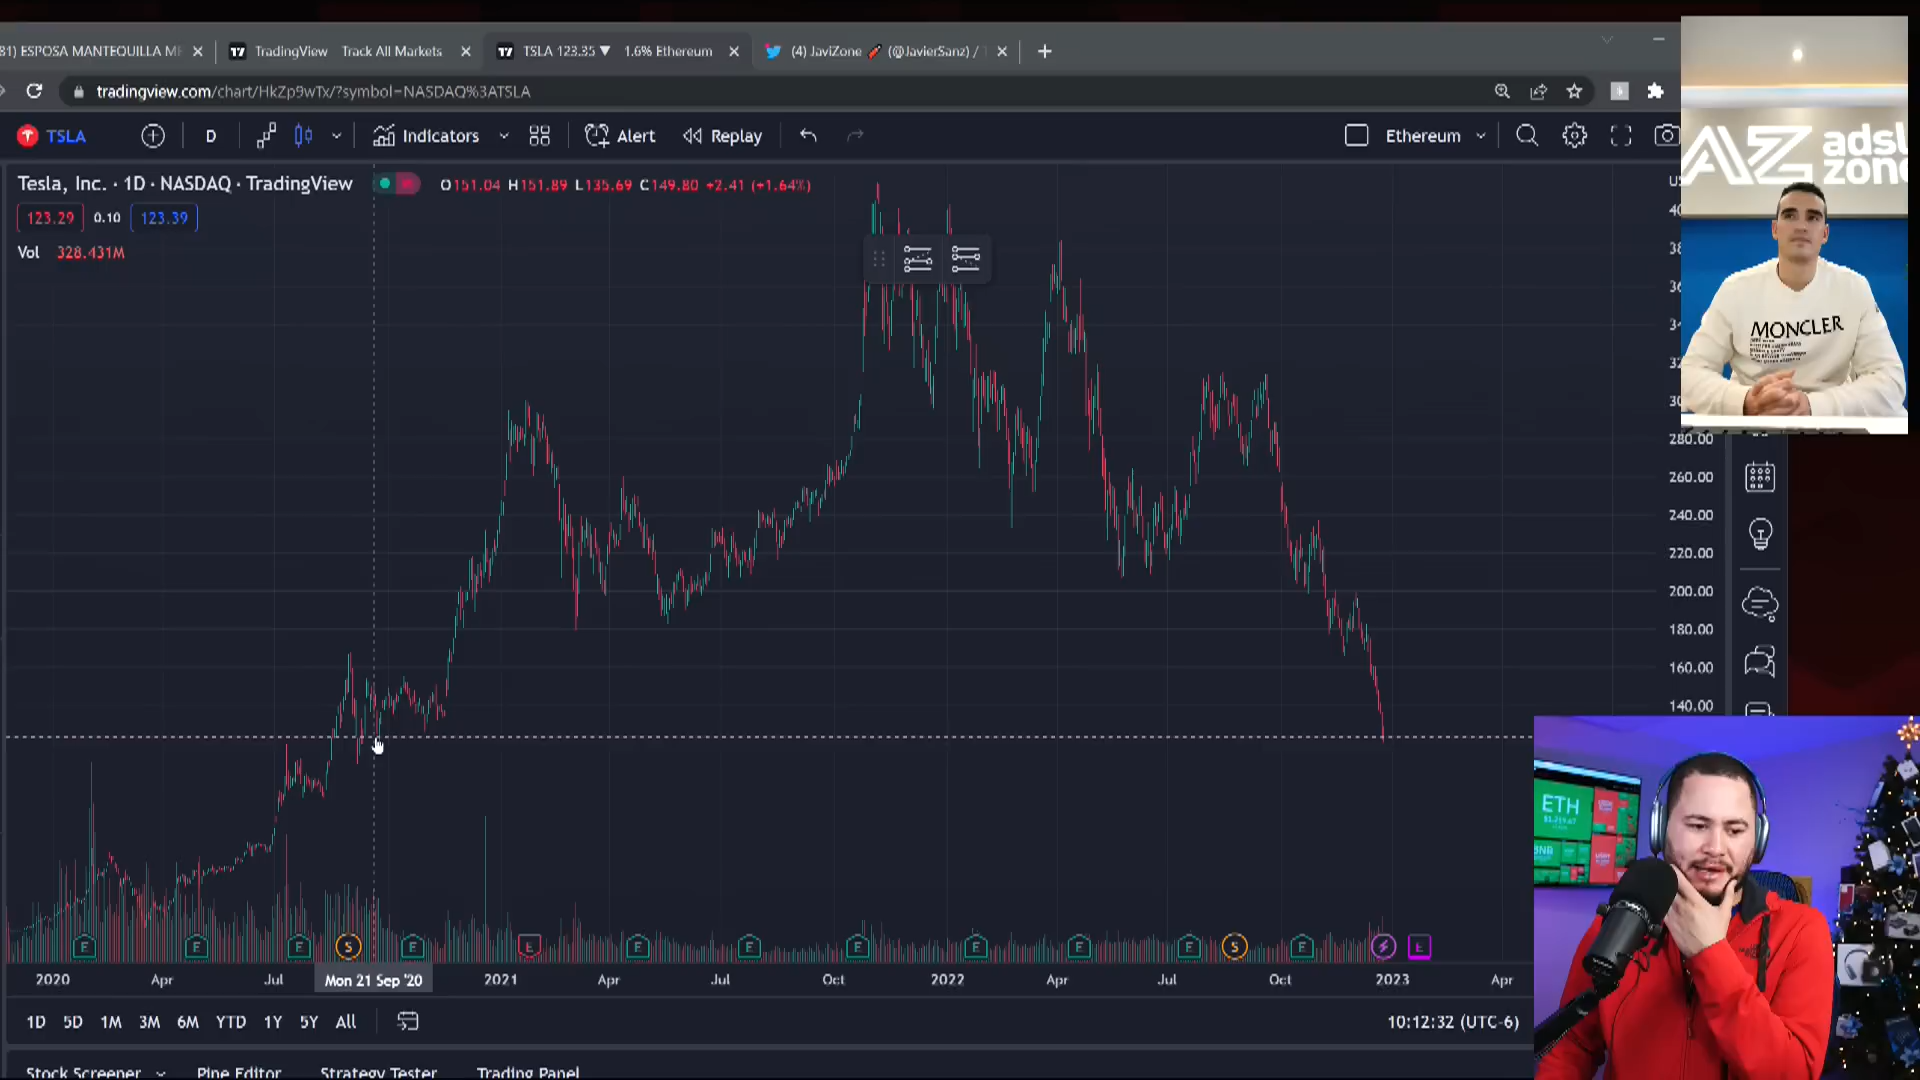 81) ESPOSA MANTEQUILLA M
TradingView Track All Markets
TSLA 123.35 ▼ 1.6% Ethereum
(4) JaviZone 🧨 (@JavierSanz) /
tradingview.com/chart/HkZp9wTx/?symbol=NASDAQ%3ATSLA
TSLA
D
Indicators
Alert
Replay
Ethereum
Tesla, Inc. · 1D · NASDAQ · TradingView
O151.04 H151.89 L135.69 C149.80 +2.41 (+1.64%)
123.29
0.10
123.39
Vol 328.431M
280.00
260.00
240.00
220.00
200.00
180.00
160.00
140.00
AZ adsl
zone
MONCLER
ETH
BNB
E E E S E E E E E E E E S E E
2020 Apr Jul Mon 21 Sep '20 2021 Apr Jul Oct 2022 Apr Jul Oct 2023 Apr
1D 5D 1M 3M 6M YTD 1Y 5Y All
10:12:32 (UTC-6)
Stock Screener Pine Editor Strategy Tester Trading Panel